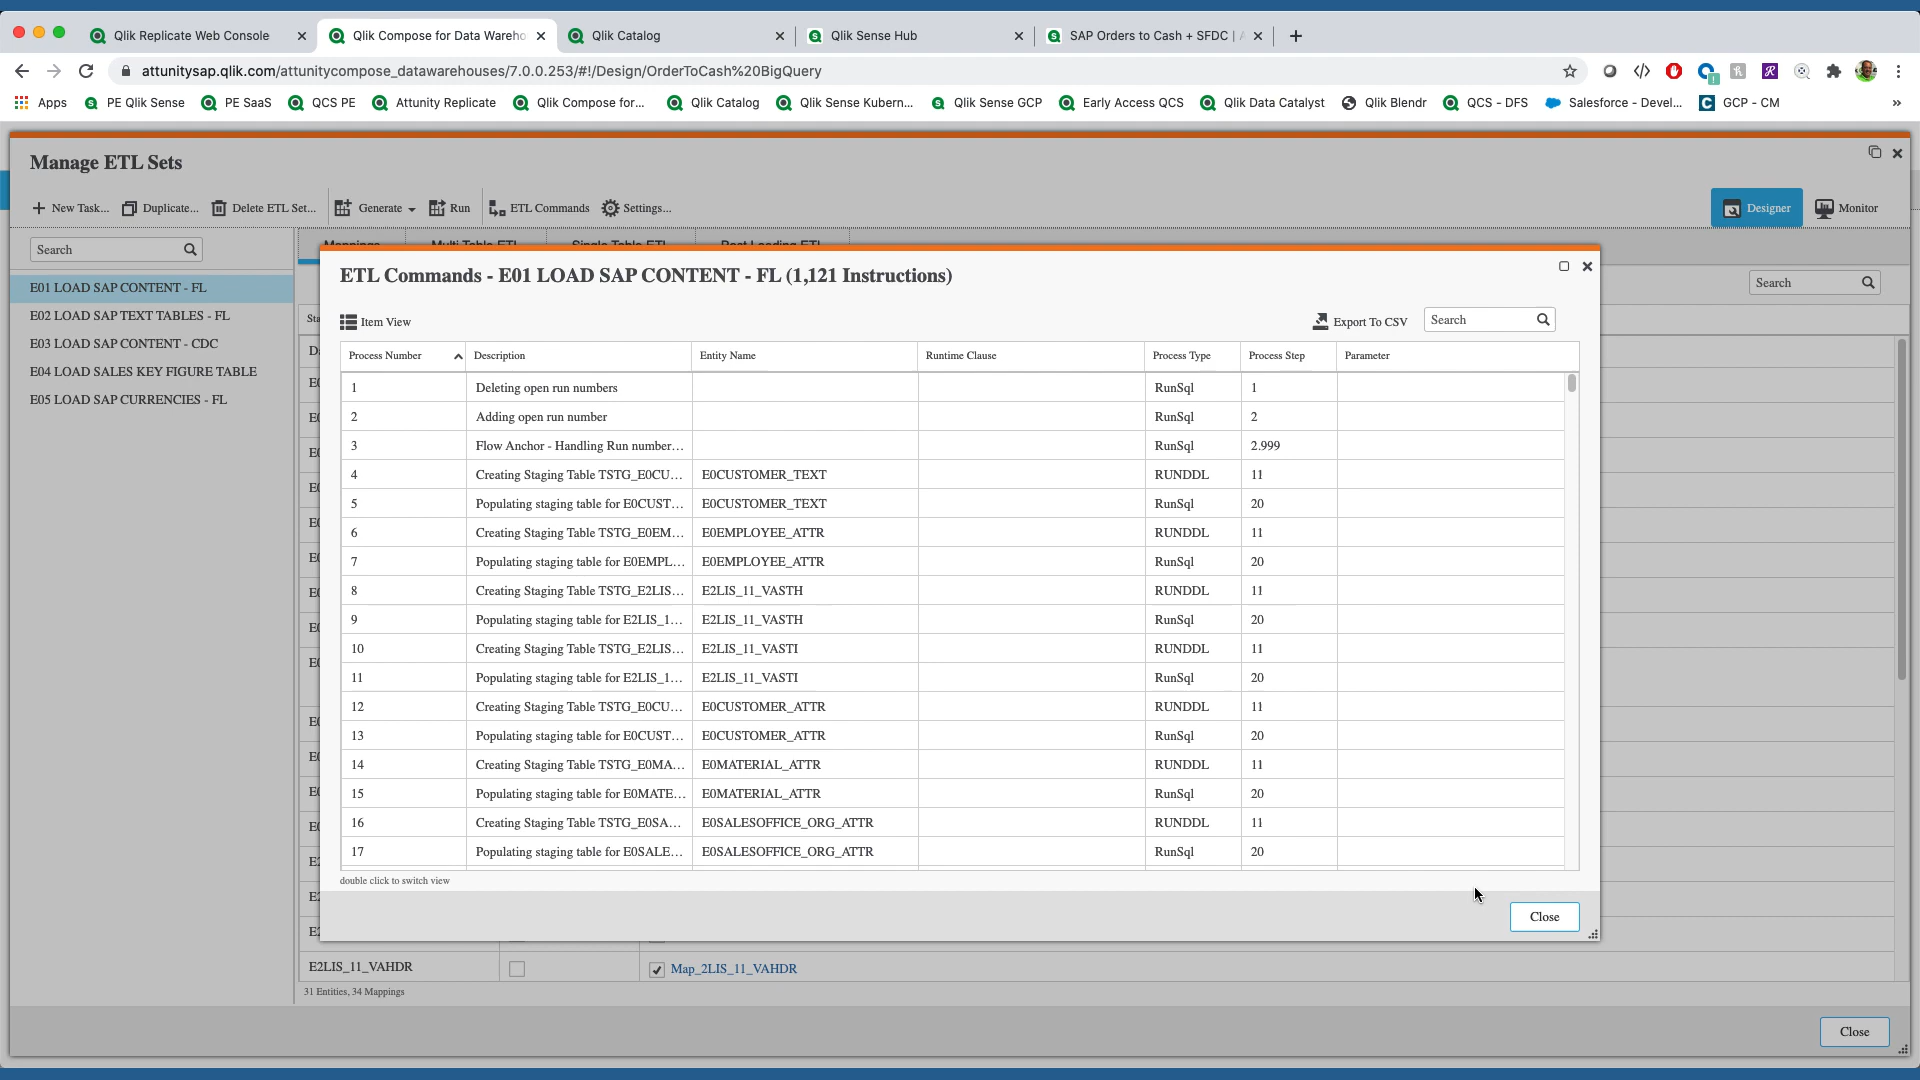 Qlik Replicate Web Console
Qlik Compose for Data Wareho
Qlik Catalog
Qlik Sense Hub
SAP Orders to Cash + SFDC |
attunitysap.qlik.com/attunitycompose_datawarehouses/7.0.0.253/#!/Design/OrderToCash%20BigQuery
Apps
PE Qlik Sense
PE SaaS
QCS PE
Attunity Replicate
Qlik Compose for...
Qlik Catalog
Qlik Sense Kubern...
Qlik Sense GCP
Early Access QCS
Qlik Data Catalyst
Qlik Blendr
QCS - DFS
Salesforce - Devel...
GCP - CM
»
Manage ETL Sets
New Task...
Duplicate...
Delete ETL Set...
Generate
Run
ETL Commands
Settings...
Designer
Monitor
Search
E01 LOAD SAP CONTENT - FL
E02 LOAD SAP TEXT TABLES - FL
E03 LOAD SAP CONTENT - CDC
E04 LOAD SALES KEY FIGURE TABLE
E05 LOAD SAP CURRENCIES - FL
Mappings
Multi Table ETL
Single Table ETL
Post Loading ETL
Search
ETL Commands - E01 LOAD SAP CONTENT - FL (1,121 Instructions)
Item View
Export To CSV
Search
Process Number Description Entity Name Runtime Clause Process Type Process Step Parameter
1 Deleting open run numbers RunSql 1
2 Adding open run number RunSql 2
3 Flow Anchor - Handling Run number... RunSql 2.999
4 Creating Staging Table TSTG_E0CU... E0CUSTOMER_TEXT RUNDDL 11
5 Populating staging table for E0CUST... E0CUSTOMER_TEXT RunSql 20
6 Creating Staging Table TSTG_E0EM... E0EMPLOYEE_ATTR RUNDDL 11
7 Populating staging table for E0EMPL... E0EMPLOYEE_ATTR RunSql 20
8 Creating Staging Table TSTG_E2LIS... E2LIS_11_VASTH RUNDDL 11
9 Populating staging table for E2LIS_1... E2LIS_11_VASTH RunSql 20
10 Creating Staging Table TSTG_E2LIS... E2LIS_11_VASTI RUNDDL 11
11 Populating staging table for E2LIS_1... E2LIS_11_VASTI RunSql 20
12 Creating Staging Table TSTG_E0CU... E0CUSTOMER_ATTR RUNDDL 11
13 Populating staging table for E0CUST... E0CUSTOMER_ATTR RunSql 20
14 Creating Staging Table TSTG_E0MA... E0MATERIAL_ATTR RUNDDL 11
15 Populating staging table for E0MATE... E0MATERIAL_ATTR RunSql 20
16 Creating Staging Table TSTG_E0SA... E0SALESOFFICE_ORG_ATTR RUNDDL 11
17 Populating staging table for E0SALE... E0SALESOFFICE_ORG_ATTR RunSql 20
double click to switch view
Close
E2LIS_11_VAHDR
Map_2LIS_11_VAHDR
31 Entities, 34 Mappings
Close